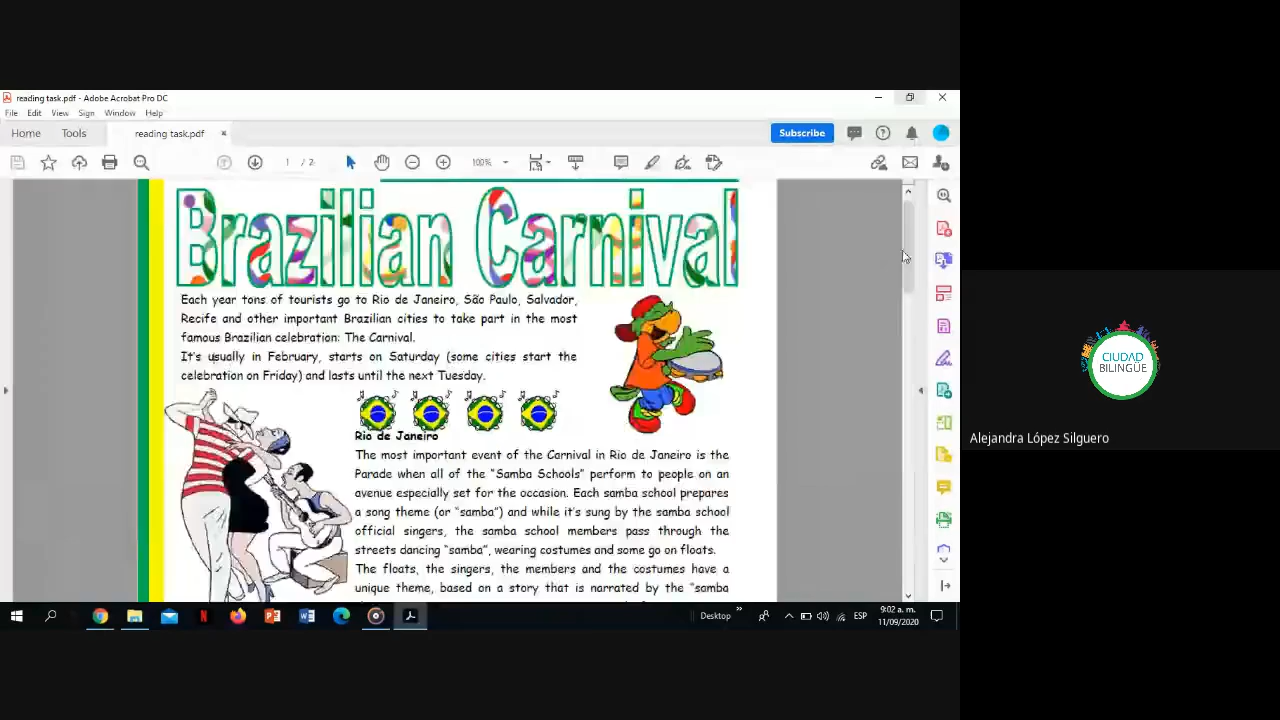 reading task.pdf - Adobe Acrobat Pro DC
File Edit View Sign Window Help
Home Tools reading task.pdf × Subscribe
1 / 2 100%
Brazilian Carnival
Each year tons of tourists go to Rio de Janeiro, São Paulo, Salvador,
Recife and other important Brazilian cities to take part in the most
famous Brazilian celebration: The Carnival.
It's usually in February, starts on Saturday (some cities start the
celebration on Friday) and lasts until the next Tuesday.
Rio de Janeiro
The most important event of the Carnival in Rio de Janeiro is the
Parade when all of the "Samba Schools" perform to people on an
avenue especially set for the occasion. Each samba school prepares
a song theme (or "samba") and while it's sung by the samba school
official singers, the samba school members pass through the
streets dancing "samba", wearing costumes and some go on floats.
The floats, the singers, the members and the costumes have a
unique theme, based on a story that is narrated by the "samba
CIUDAD
BILINGÜE
Alejandra López Silguero
Desktop » ESP 9:02 a. m.
11/09/2020